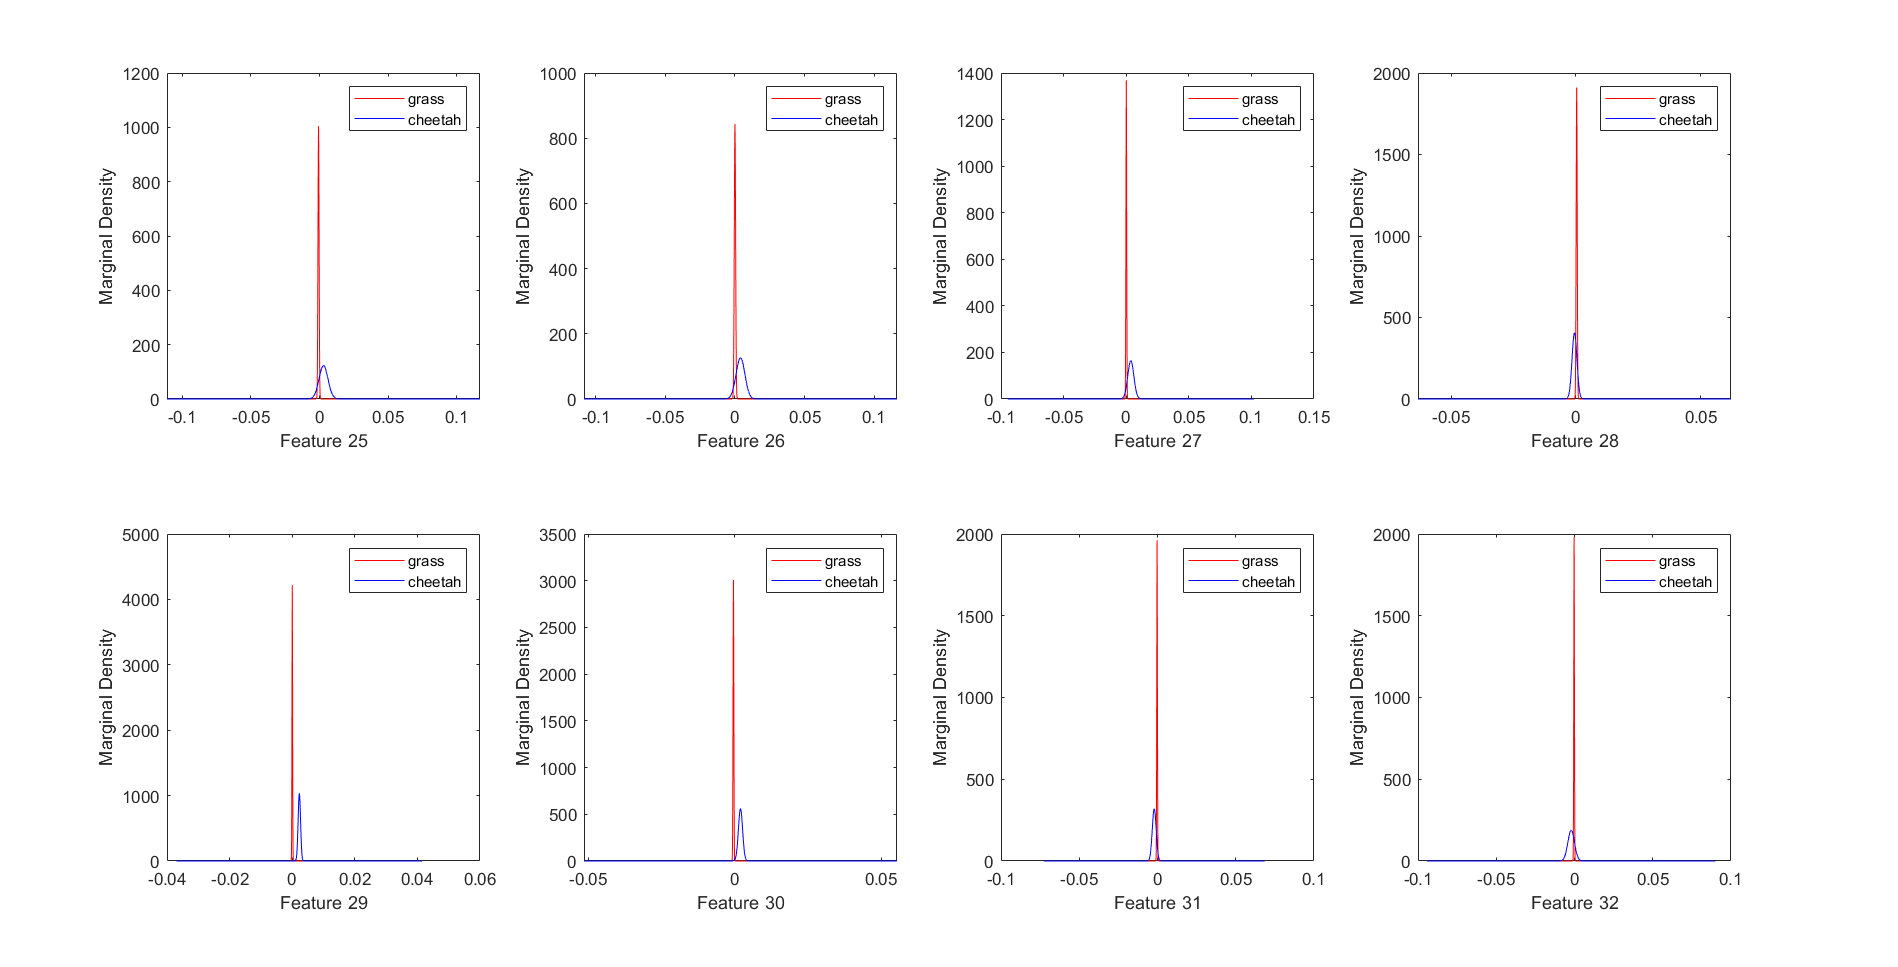 1200
1000
800
600
400
200
0
-0.1
-0.05
0
0.05
0.1
Marginal Density
Feature 25
grass
cheetah
1000
800
600
400
200
0
-0.1
-0.05
0
0.05
0.1
Marginal Density
Feature 26
grass
cheetah
1400
1200
1000
800
600
400
200
0
-0.1
-0.05
0
0.05
0.1
0.15
Marginal Density
Feature 27
grass
cheetah
2000
1500
1000
500
0
-0.05
0
0.05
Marginal Density
Feature 28
grass
cheetah
5000
4000
3000
2000
1000
0
-0.04
-0.02
0
0.02
0.04
0.06
Marginal Density
Feature 29
grass
cheetah
3500
3000
2500
2000
1500
1000
500
0
-0.05
0
0.05
Marginal Density
Feature 30
grass
cheetah
2000
1500
1000
500
0
-0.1
-0.05
0
0.05
0.1
Marginal Density
Feature 31
grass
cheetah
2000
1500
1000
500
0
-0.1
-0.05
0
0.05
0.1
Marginal Density
Feature 32
grass
cheetah